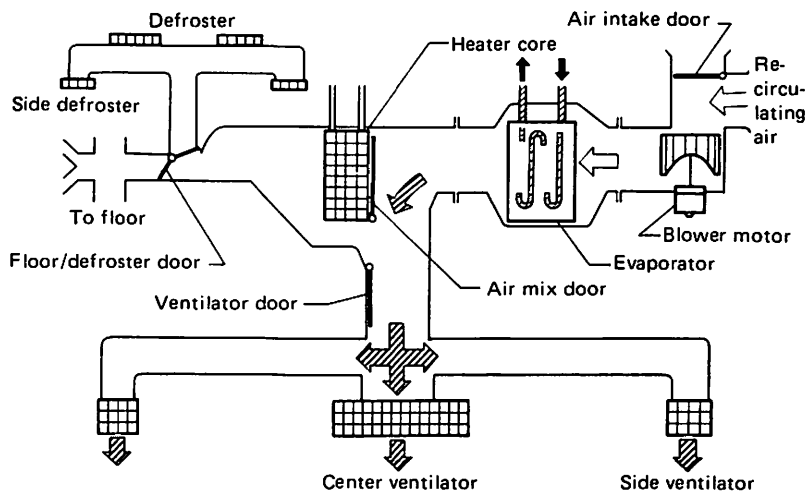 Defroster
Air intake door
Heater core
Re-
circu-
lating
air
Side defroster
To floor
Blower motor
Floor/defroster door
Evaporator
Air mix door
Ventilator door
Center ventilator
Side ventilator